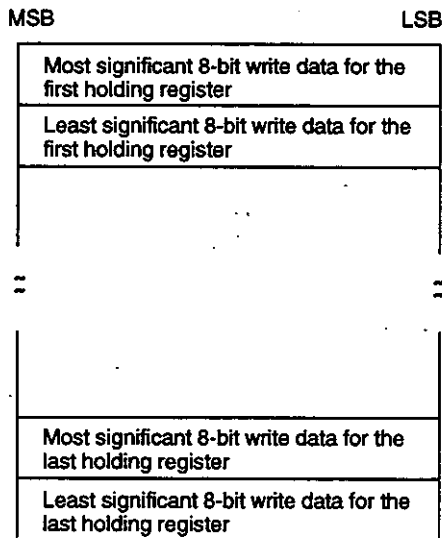 MSB LSB
Most significant 8-bit write data for the
first holding register
Least significant 8-bit write data for the
first holding register
Most significant 8-bit write data for the
last holding register
Least significant 8-bit write data for the
last holding register